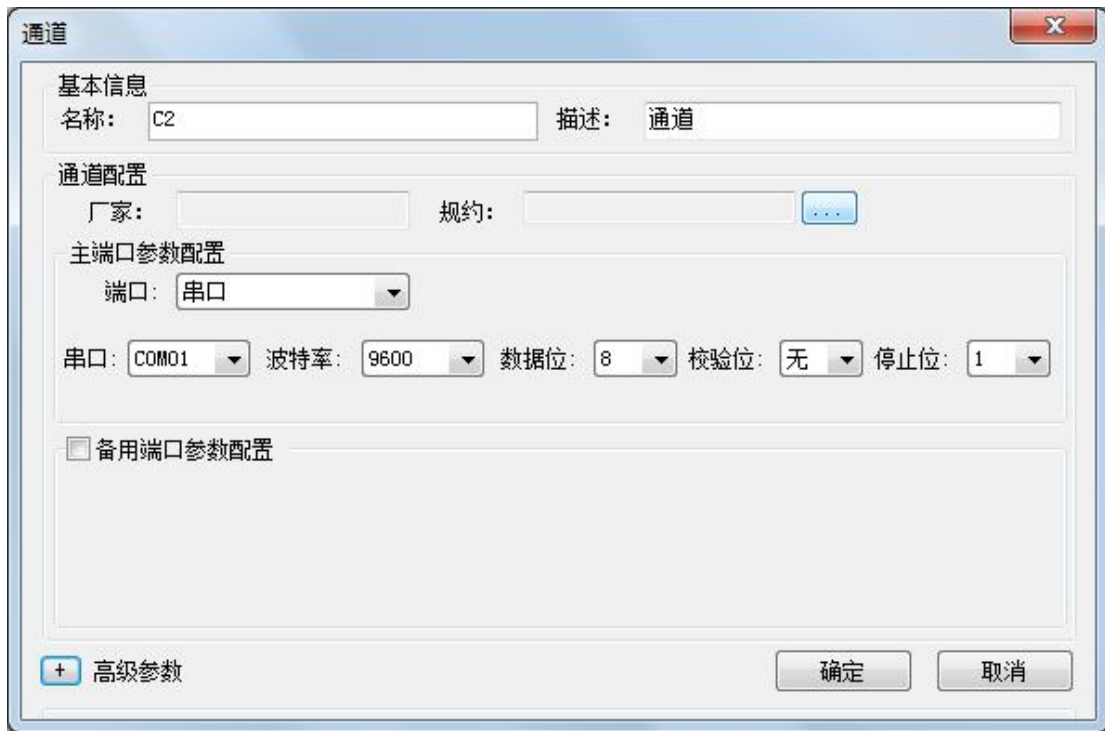 通道
基本信息
名称: C2 描述: 通道
通道配置
厂家: 规约: ...
主端口参数配置
端口: 串口
串口: COM01 波特率: 9600 数据位: 8 校验位: 无 停止位: 1
备用端口参数配置
+ 高级参数 确定 取消